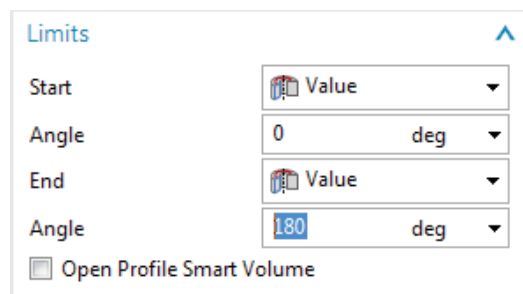 Limits
Start Value
Angle 0 deg
End Value
Angle 180 deg
Open Profile Smart Volume